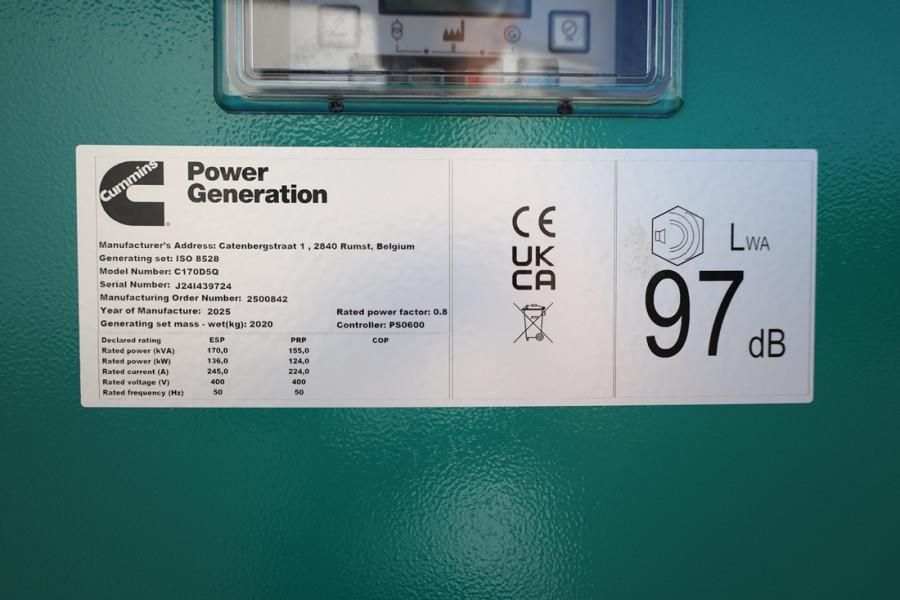 Cummins
Power
Generation
Manufacturer's Address: Catenbergstraat 1 , 2840 Rumst, Belgium
Generating set: ISO 8528
Model Number: C170D5Q
Serial Number: J24I439724
Manufacturing Order Number: 2500842
Year of Manufacture: 2025 Rated power factor: 0.8
Generating set mass - wet(kg): 2020 Controller: PS0600
Declared rating ESP PRP COP
Rated power (kVA) 170,0 155,0
Rated power (kW) 136,0 124,0
Rated current (A) 245,0 224,0
Rated voltage (V) 400 400
Rated frequency (Hz) 50 50
CE
UK
CA
LWA
97 dB